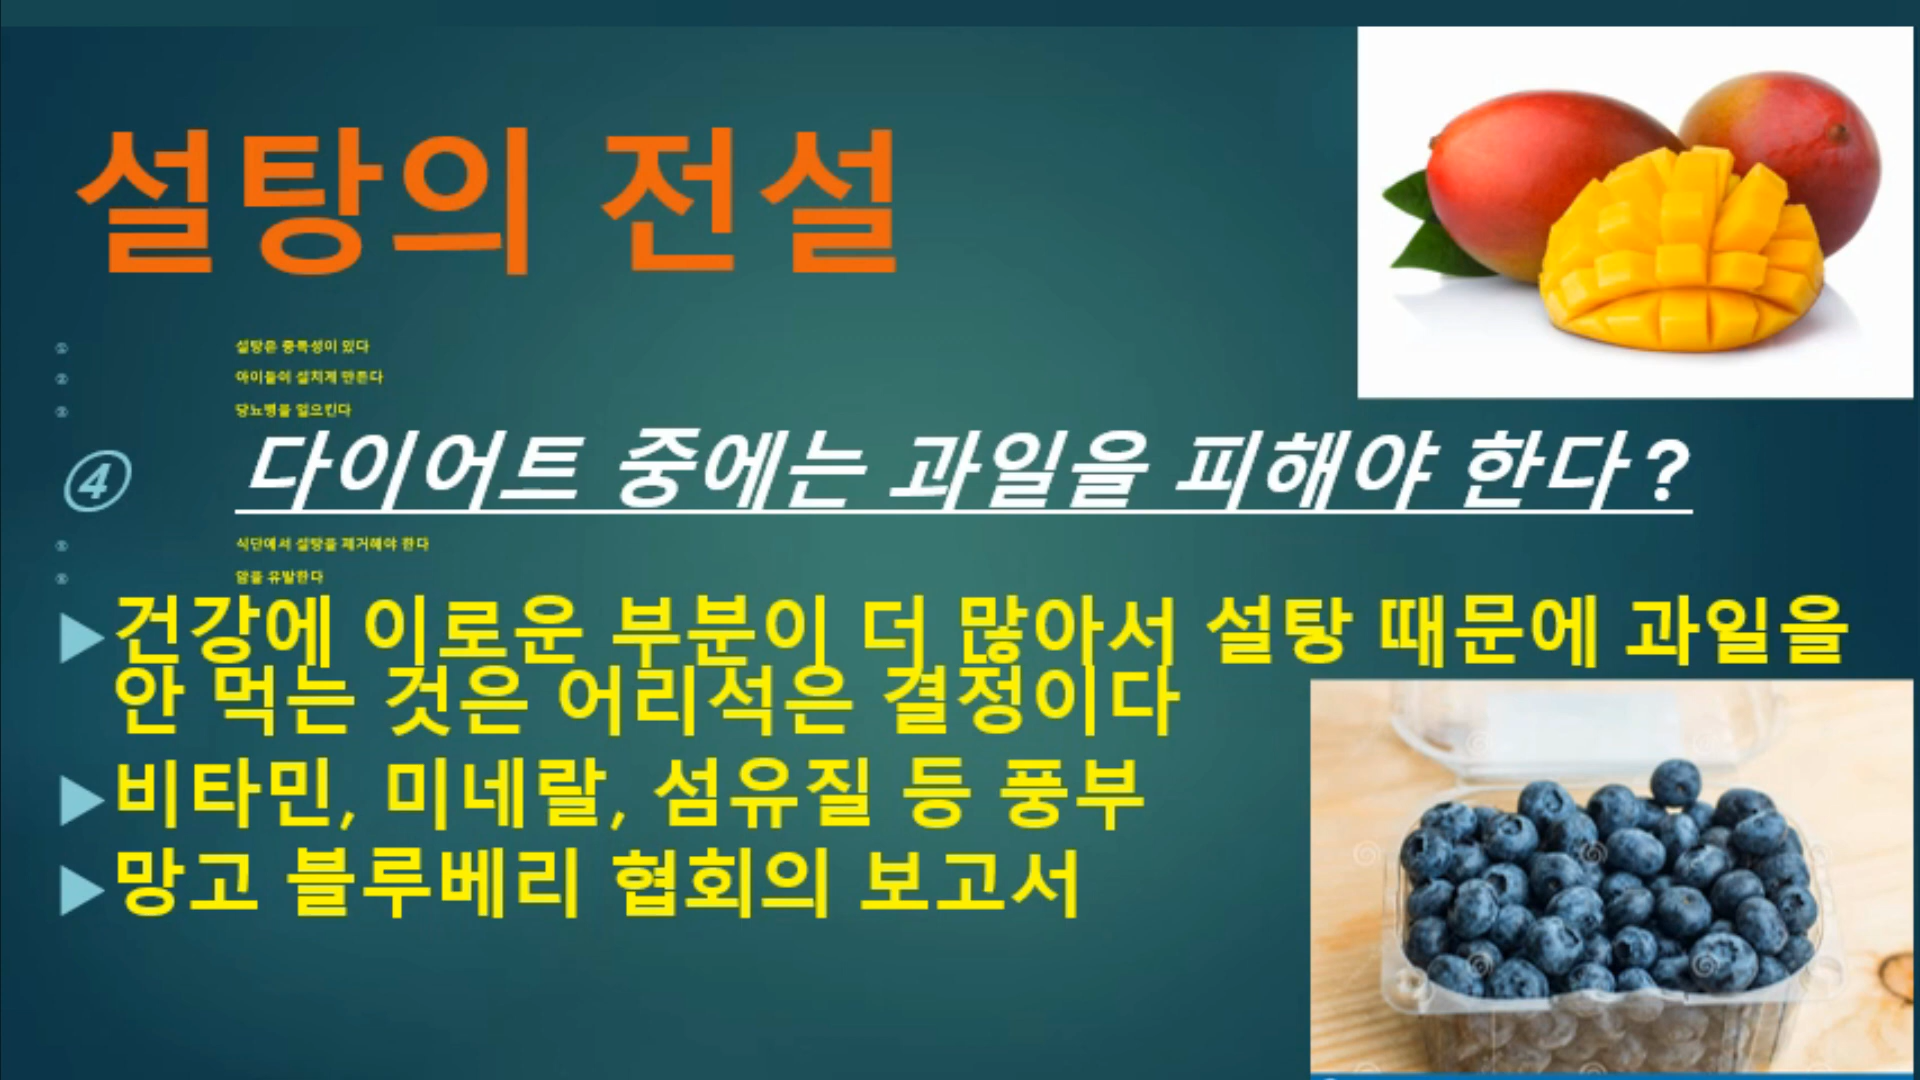 설탕의 전설
① 설탕은 중독성이 있다
② 아이들이 설치게 만든다
③ 당뇨병을 일으킨다
④ 다이어트 중에는 과일을 피해야 한다?
⑤ 식단에서 설탕을 제거해야 한다
⑥ 암을 유발한다
▶건강에 이로운 부분이 더 많아서 설탕 때문에 과일을
안 먹는 것은 어리석은 결정이다
▶비타민, 미네랄, 섬유질 등 풍부
▶망고 블루베리 협회의 보고서